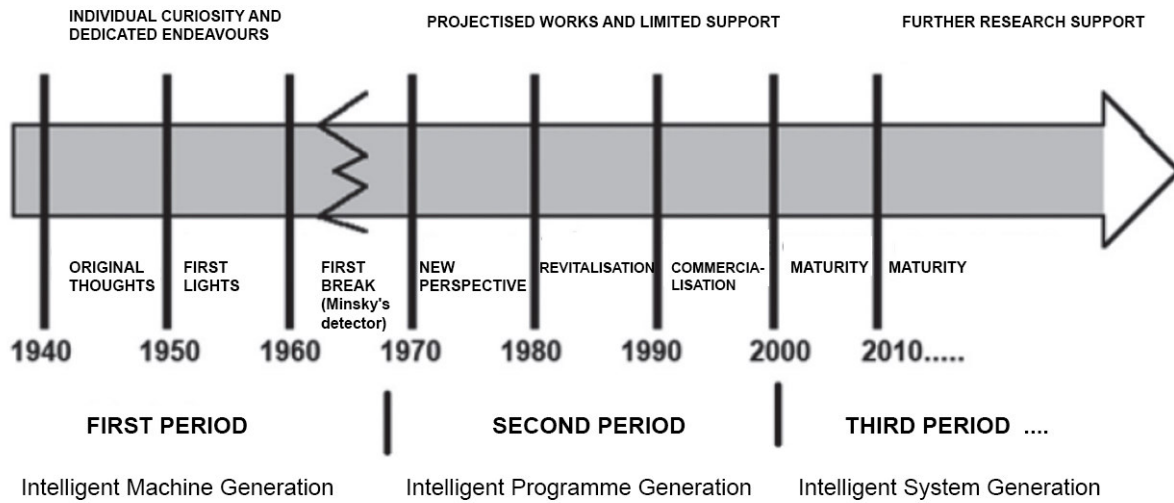 INDIVIDUAL CURIOSITY AND
DEDICATED ENDEAVOURS
PROJECTISED WORKS AND LIMITED SUPPORT
FURTHER RESEARCH SUPPORT
ORIGINAL
THOUGHTS
FIRST
LIGHTS
FIRST
BREAK
(Minsky's
detector)
NEW
PERSPECTIVE
REVITALISATION
COMMERCIA-
LISATION
MATURITY
MATURITY
1940
1950
1960
1970
1980
1990
2000
2010.....
FIRST PERIOD
SECOND PERIOD
THIRD PERIOD ....
Intelligent Machine Generation
Intelligent Programme Generation
Intelligent System Generation